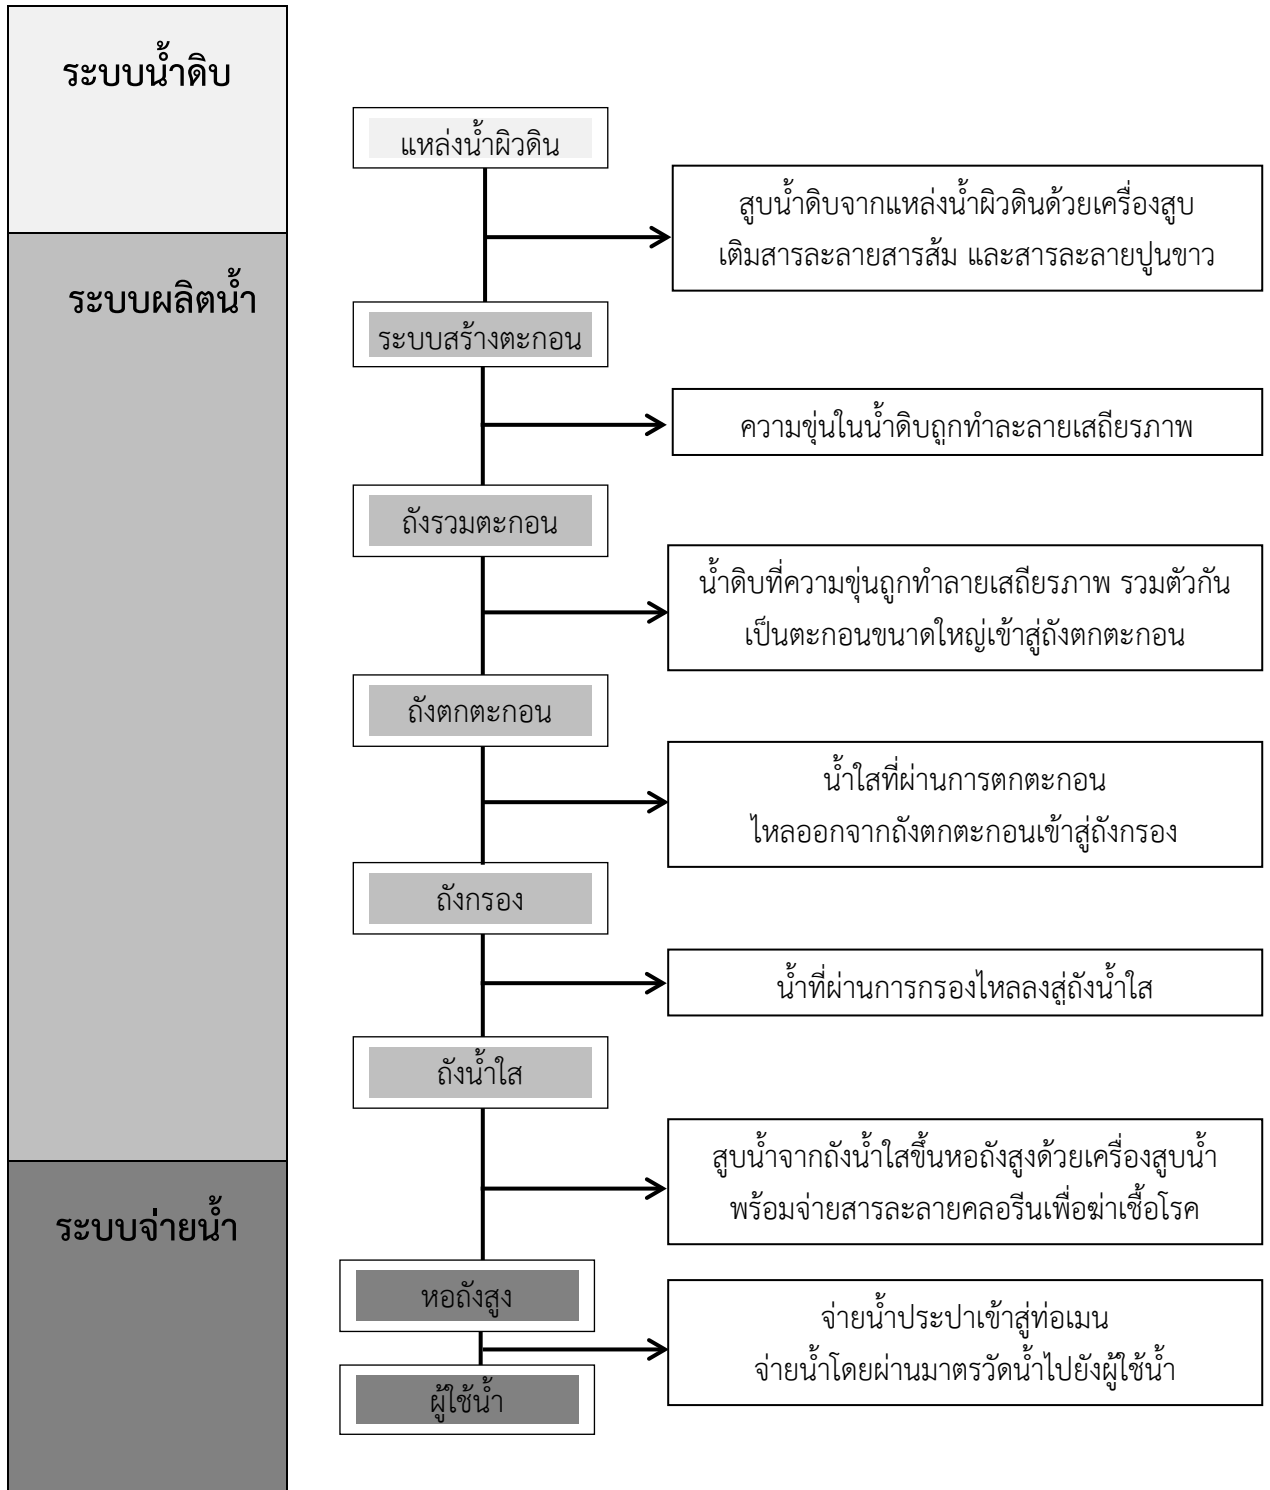 ระบบน้ำดิบ
แหล่งน้ำผิวดิน
สูบน้ำดิบจากแหล่งน้ำผิวดินด้วยเครื่องสูบ
เติมสารละลายสารส้ม และสารละลายปูนขาว
ระบบผลิตน้ำ
ระบบสร้างตะกอน
ความขุ่นในน้ำดิบถูกทำละลายเสถียรภาพ
ถังรวมตะกอน
น้ำดิบที่ความขุ่นถูกทำลายเสถียรภาพ รวมตัวกัน
เป็นตะกอนขนาดใหญ่เข้าสู่ถังตกตะกอน
ถังตกตะกอน
น้ำใสที่ผ่านการตกตะกอน
ไหลออกจากถังตกตะกอนเข้าสู่ถังกรอง
ถังกรอง
น้ำที่ผ่านการกรองไหลลงสู่ถังน้ำใส
ถังน้ำใส
สูบน้ำจากถังน้ำใสขึ้นหอถังสูงด้วยเครื่องสูบน้ำ
พร้อมจ่ายสารละลายคลอรีนเพื่อฆ่าเชื้อโรค
ระบบจ่ายน้ำ
หอถังสูง
จ่ายน้ำประปาเข้าสู่ท่อเมน
จ่ายน้ำโดยผ่านมาตรวัดน้ำไปยังผู้ใช้น้ำ
ผู้ใช้น้ำ